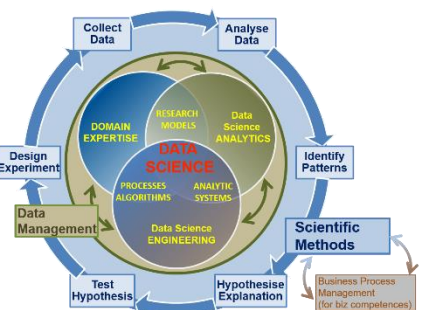 Collect
Data
Analyse
Data
RESEARCH
MODELS
DOMAIN
EXPERTISE
Data
Science
ANALYTICS
DATA
SCIENCE
Design
Experiment
Identify
Patterns
PROCESSES
ALGORITHMS
ANALYTIC
SYSTEMS
Data
Management
Data Science
ENGINEERING
Scientific
Methods
Test
Hypothesis
Hypothesise
Explanation
Business Process
Management
(for biz competences)